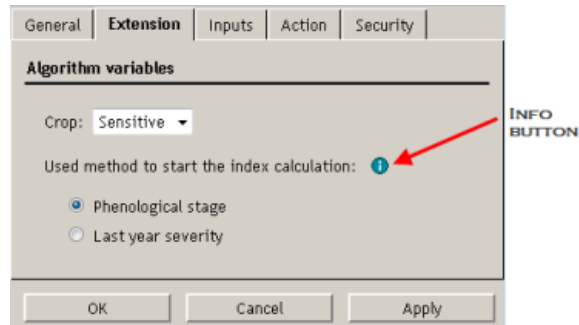 General Extension Inputs Action Security
Algorithm variables
Crop: Sensitive
INFO
BUTTON
Used method to start the index calculation:
Phenological stage
Last year severity
OK Cancel Apply